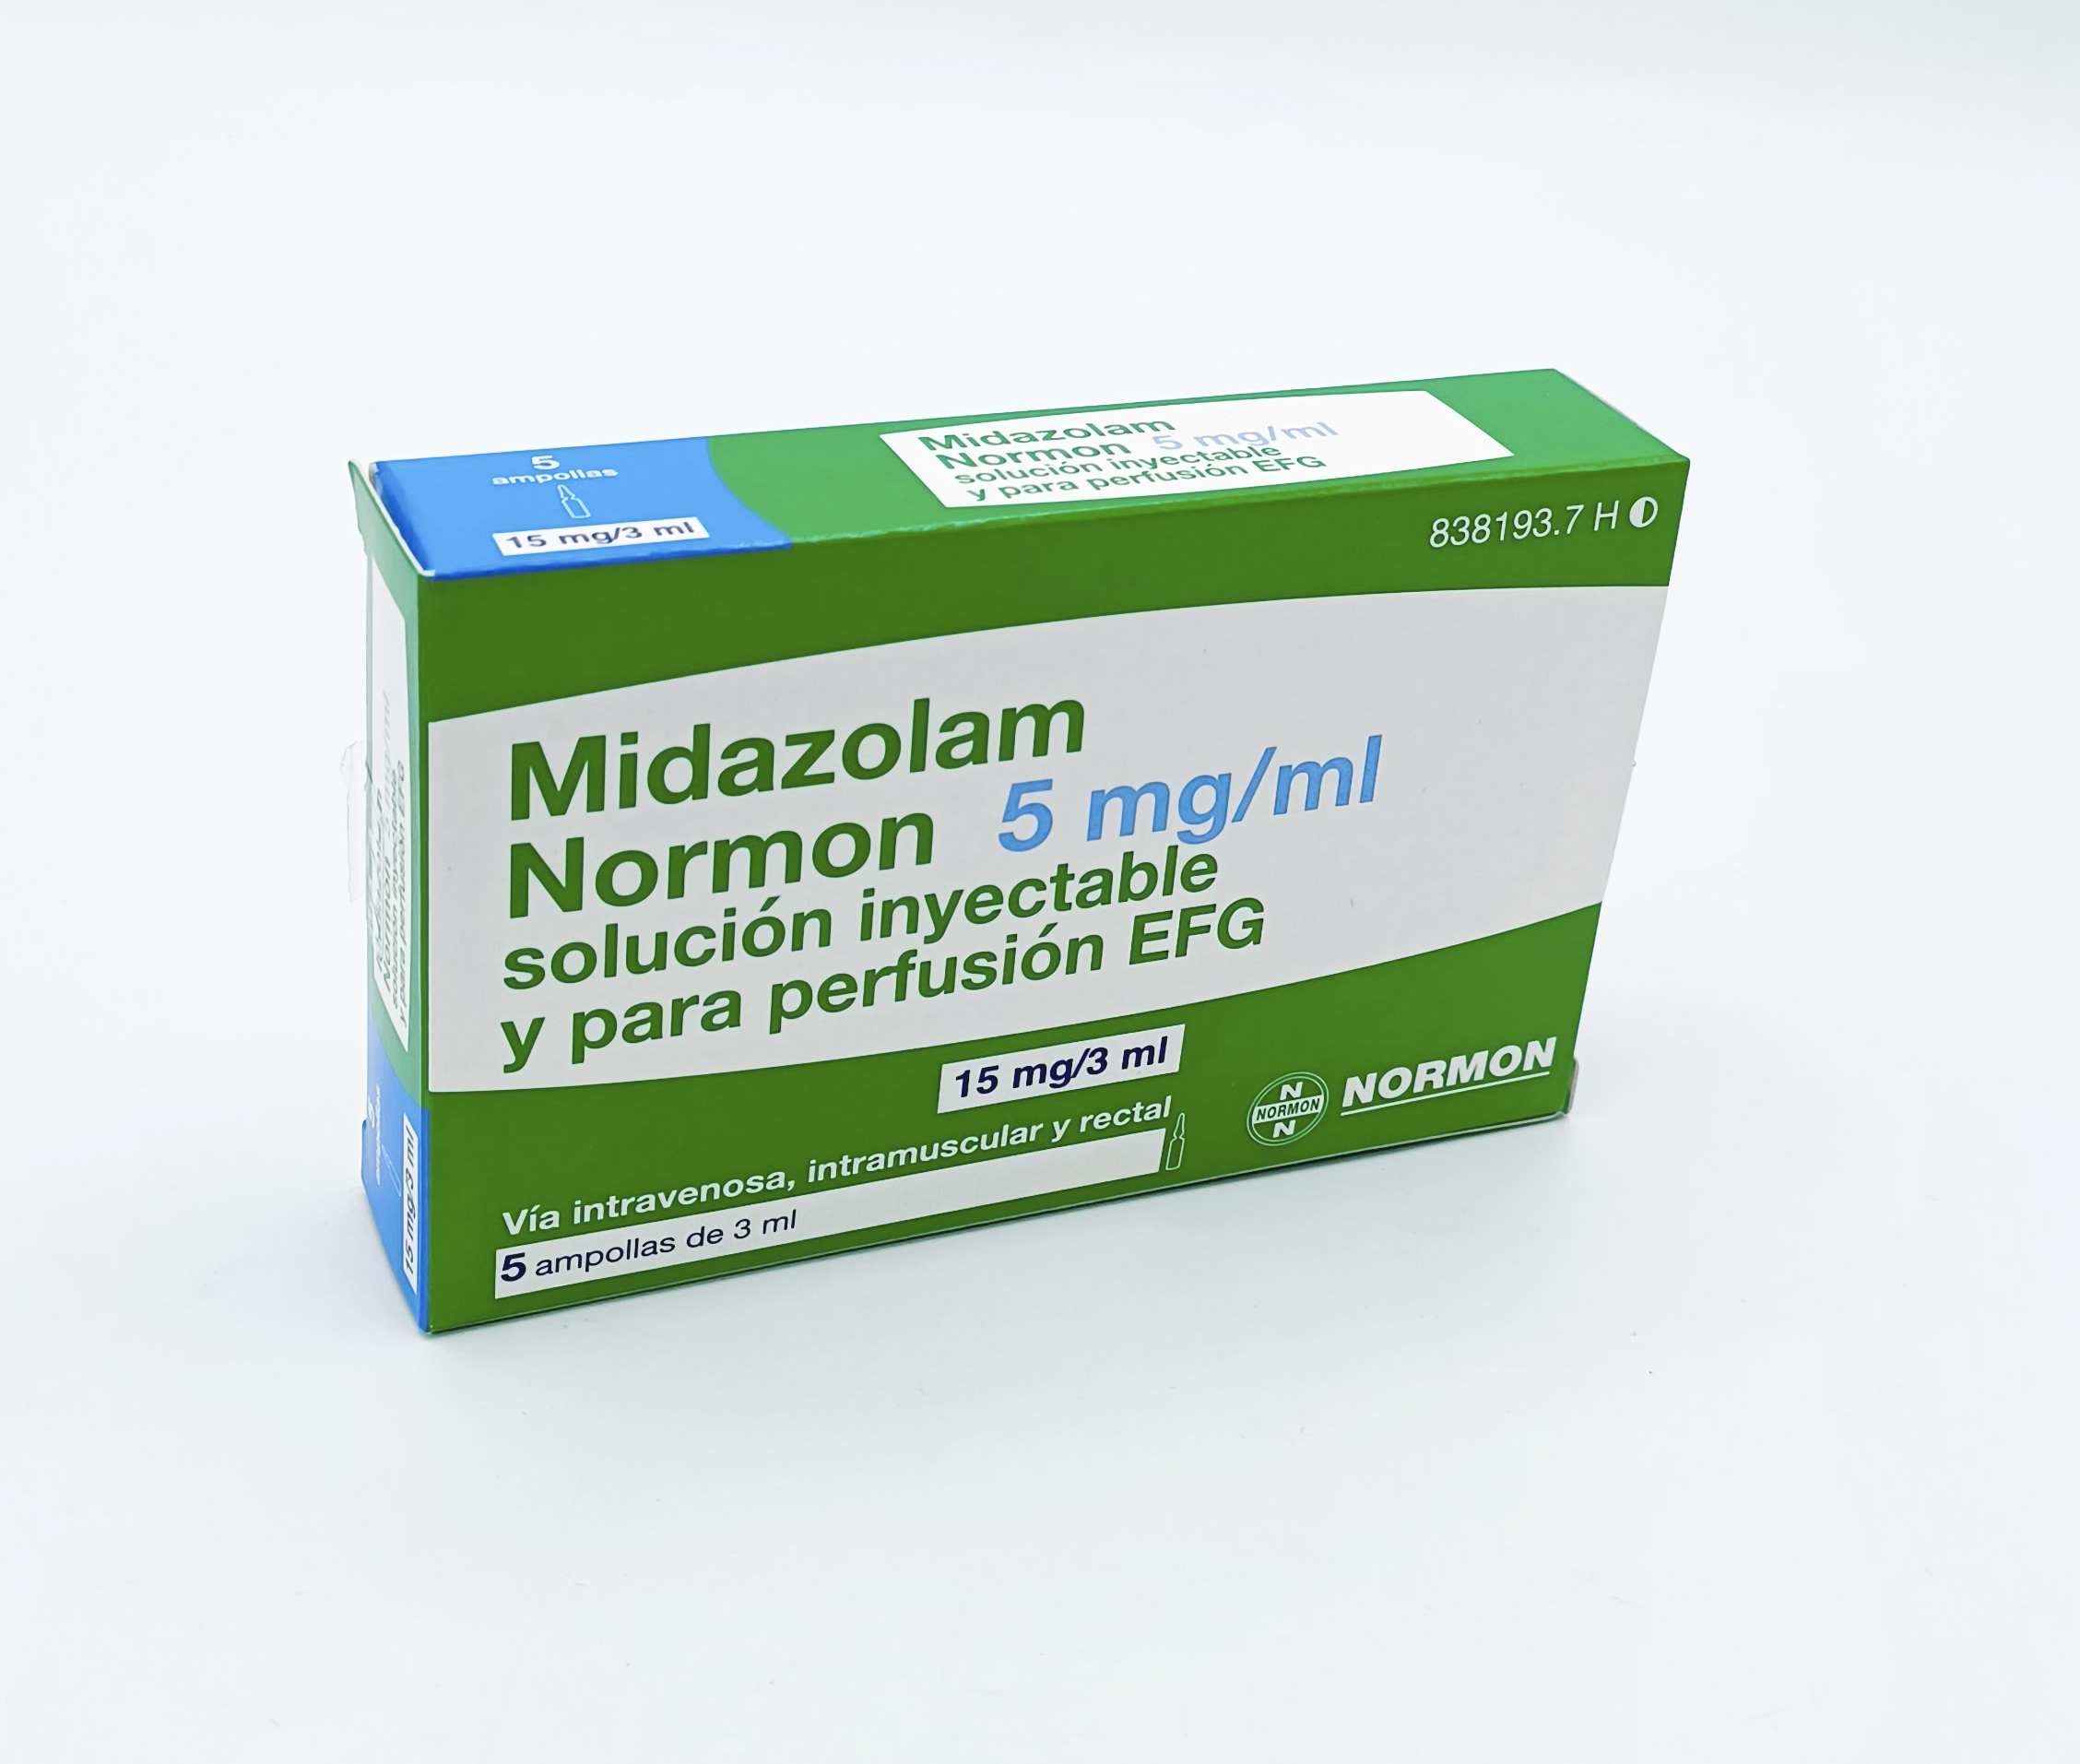 5
ampollas
15 mg/3 ml
Midazolam
Normon 5 mg/ml
solución inyectable
y para perfusión EFG
838193.7 H
Midazolam
Normon 5 mg/ml
solución inyectable
y para perfusión EFG
15 mg/3 ml
Vía intravenosa, intramuscular y rectal
5 ampollas de 3 ml
N
NORMON
N
NORMON
15 mg/3 ml